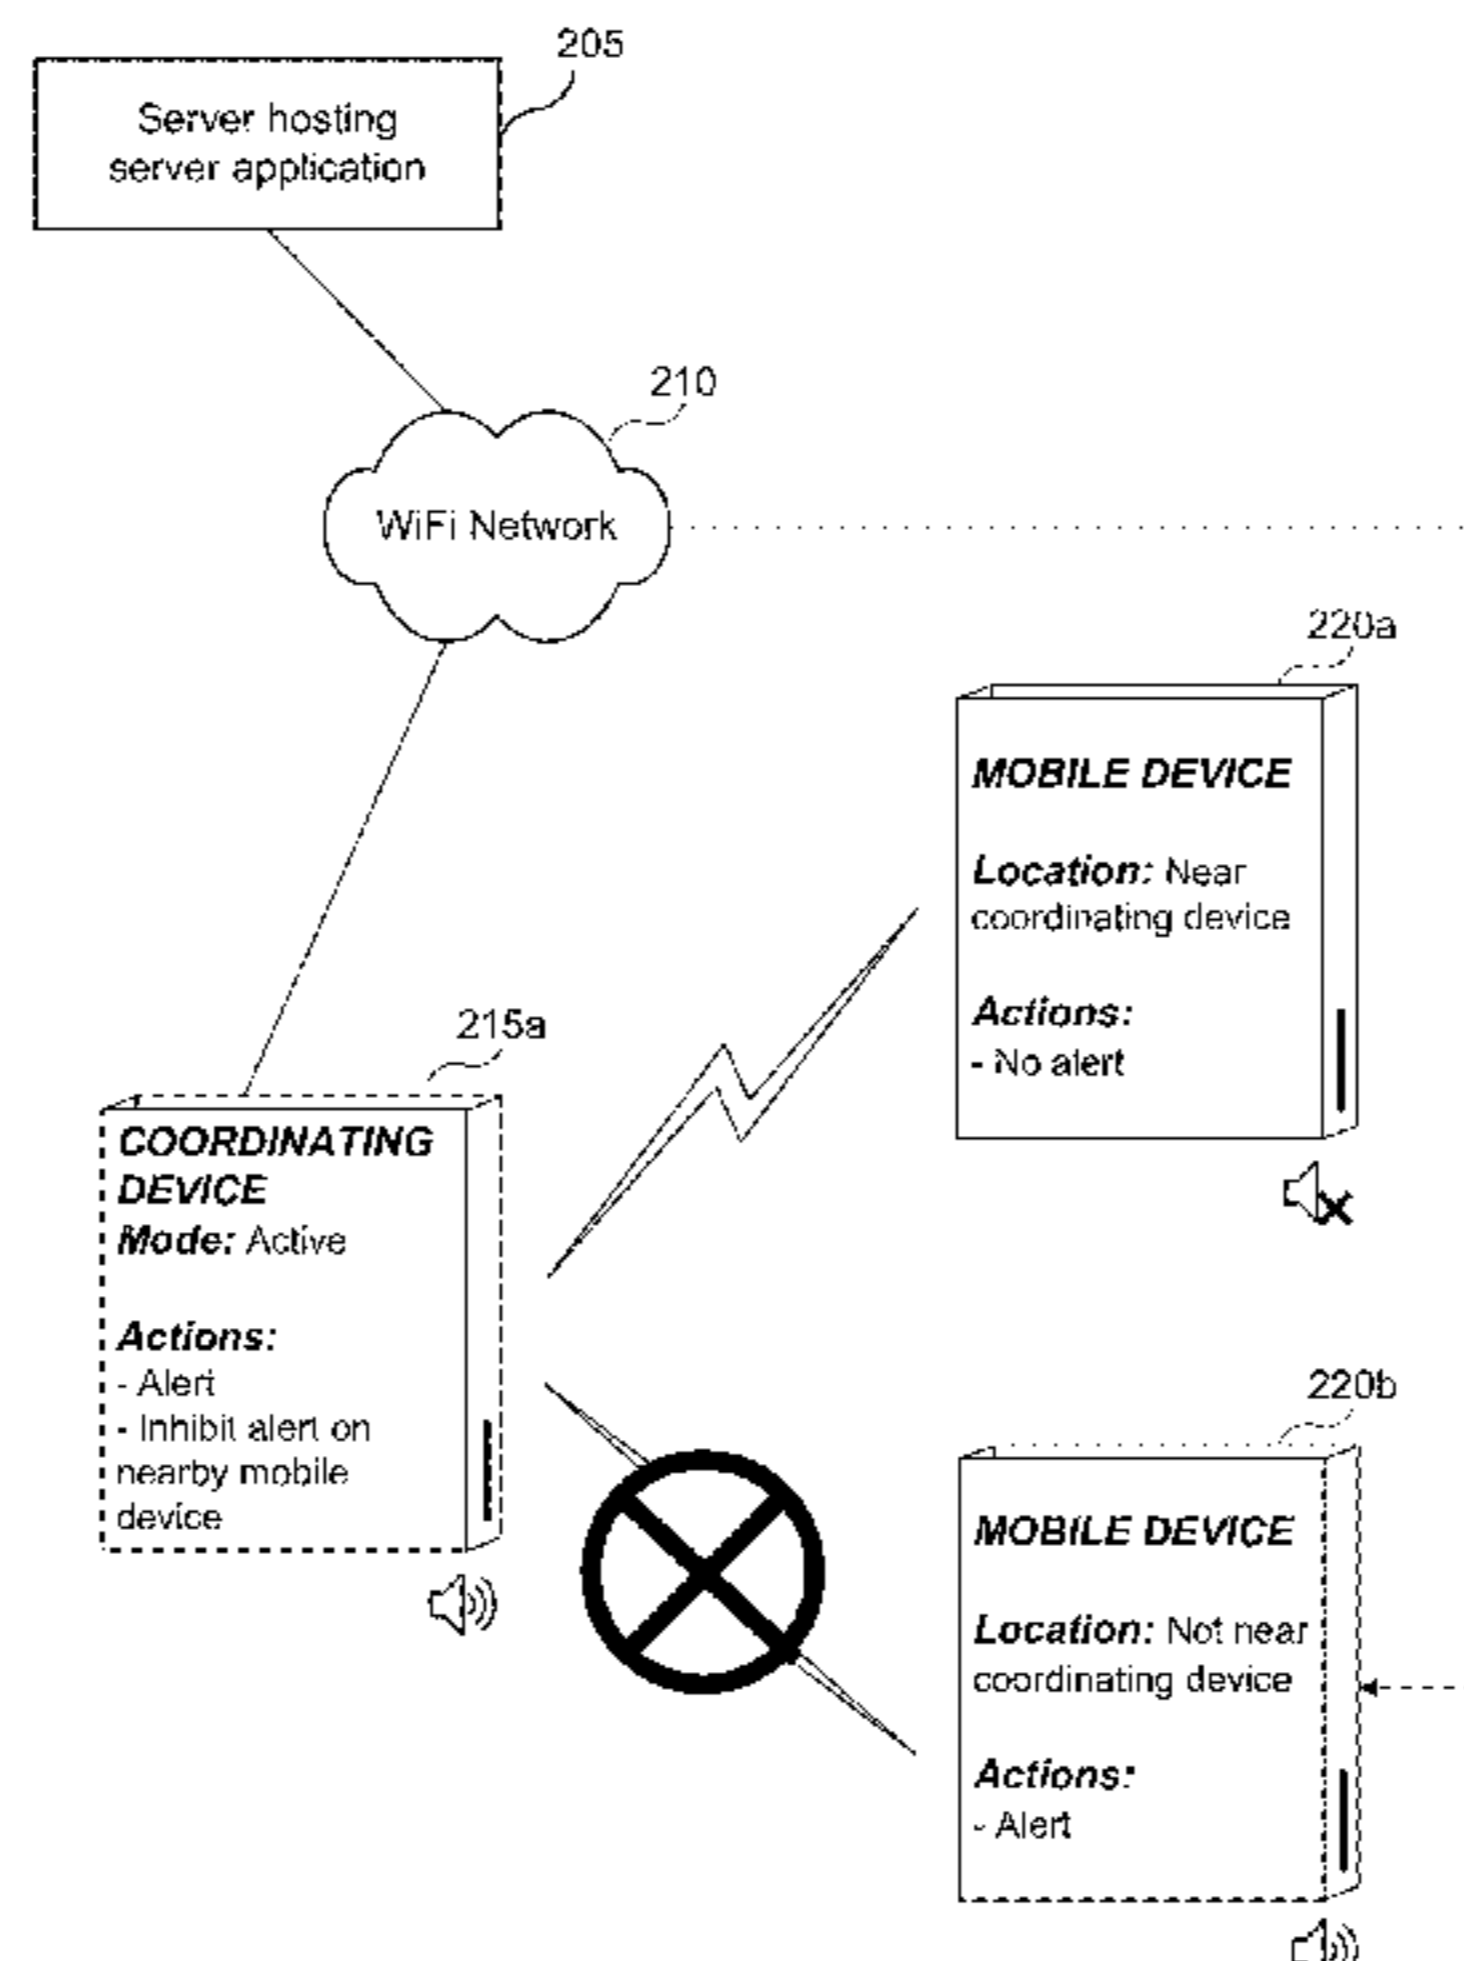 205
Server hosting
server application
210
WiFi Network
220a
MOBILE DEVICE
Location: Near
coordinating device
Actions:
- No alert
215a
COORDINATING
DEVICE
Mode: Active
Actions:
- Alert
- Inhibit alert on
nearby mobile
device
220b
MOBILE DEVICE
Location: Not near
coordinating device
Actions:
- Alert